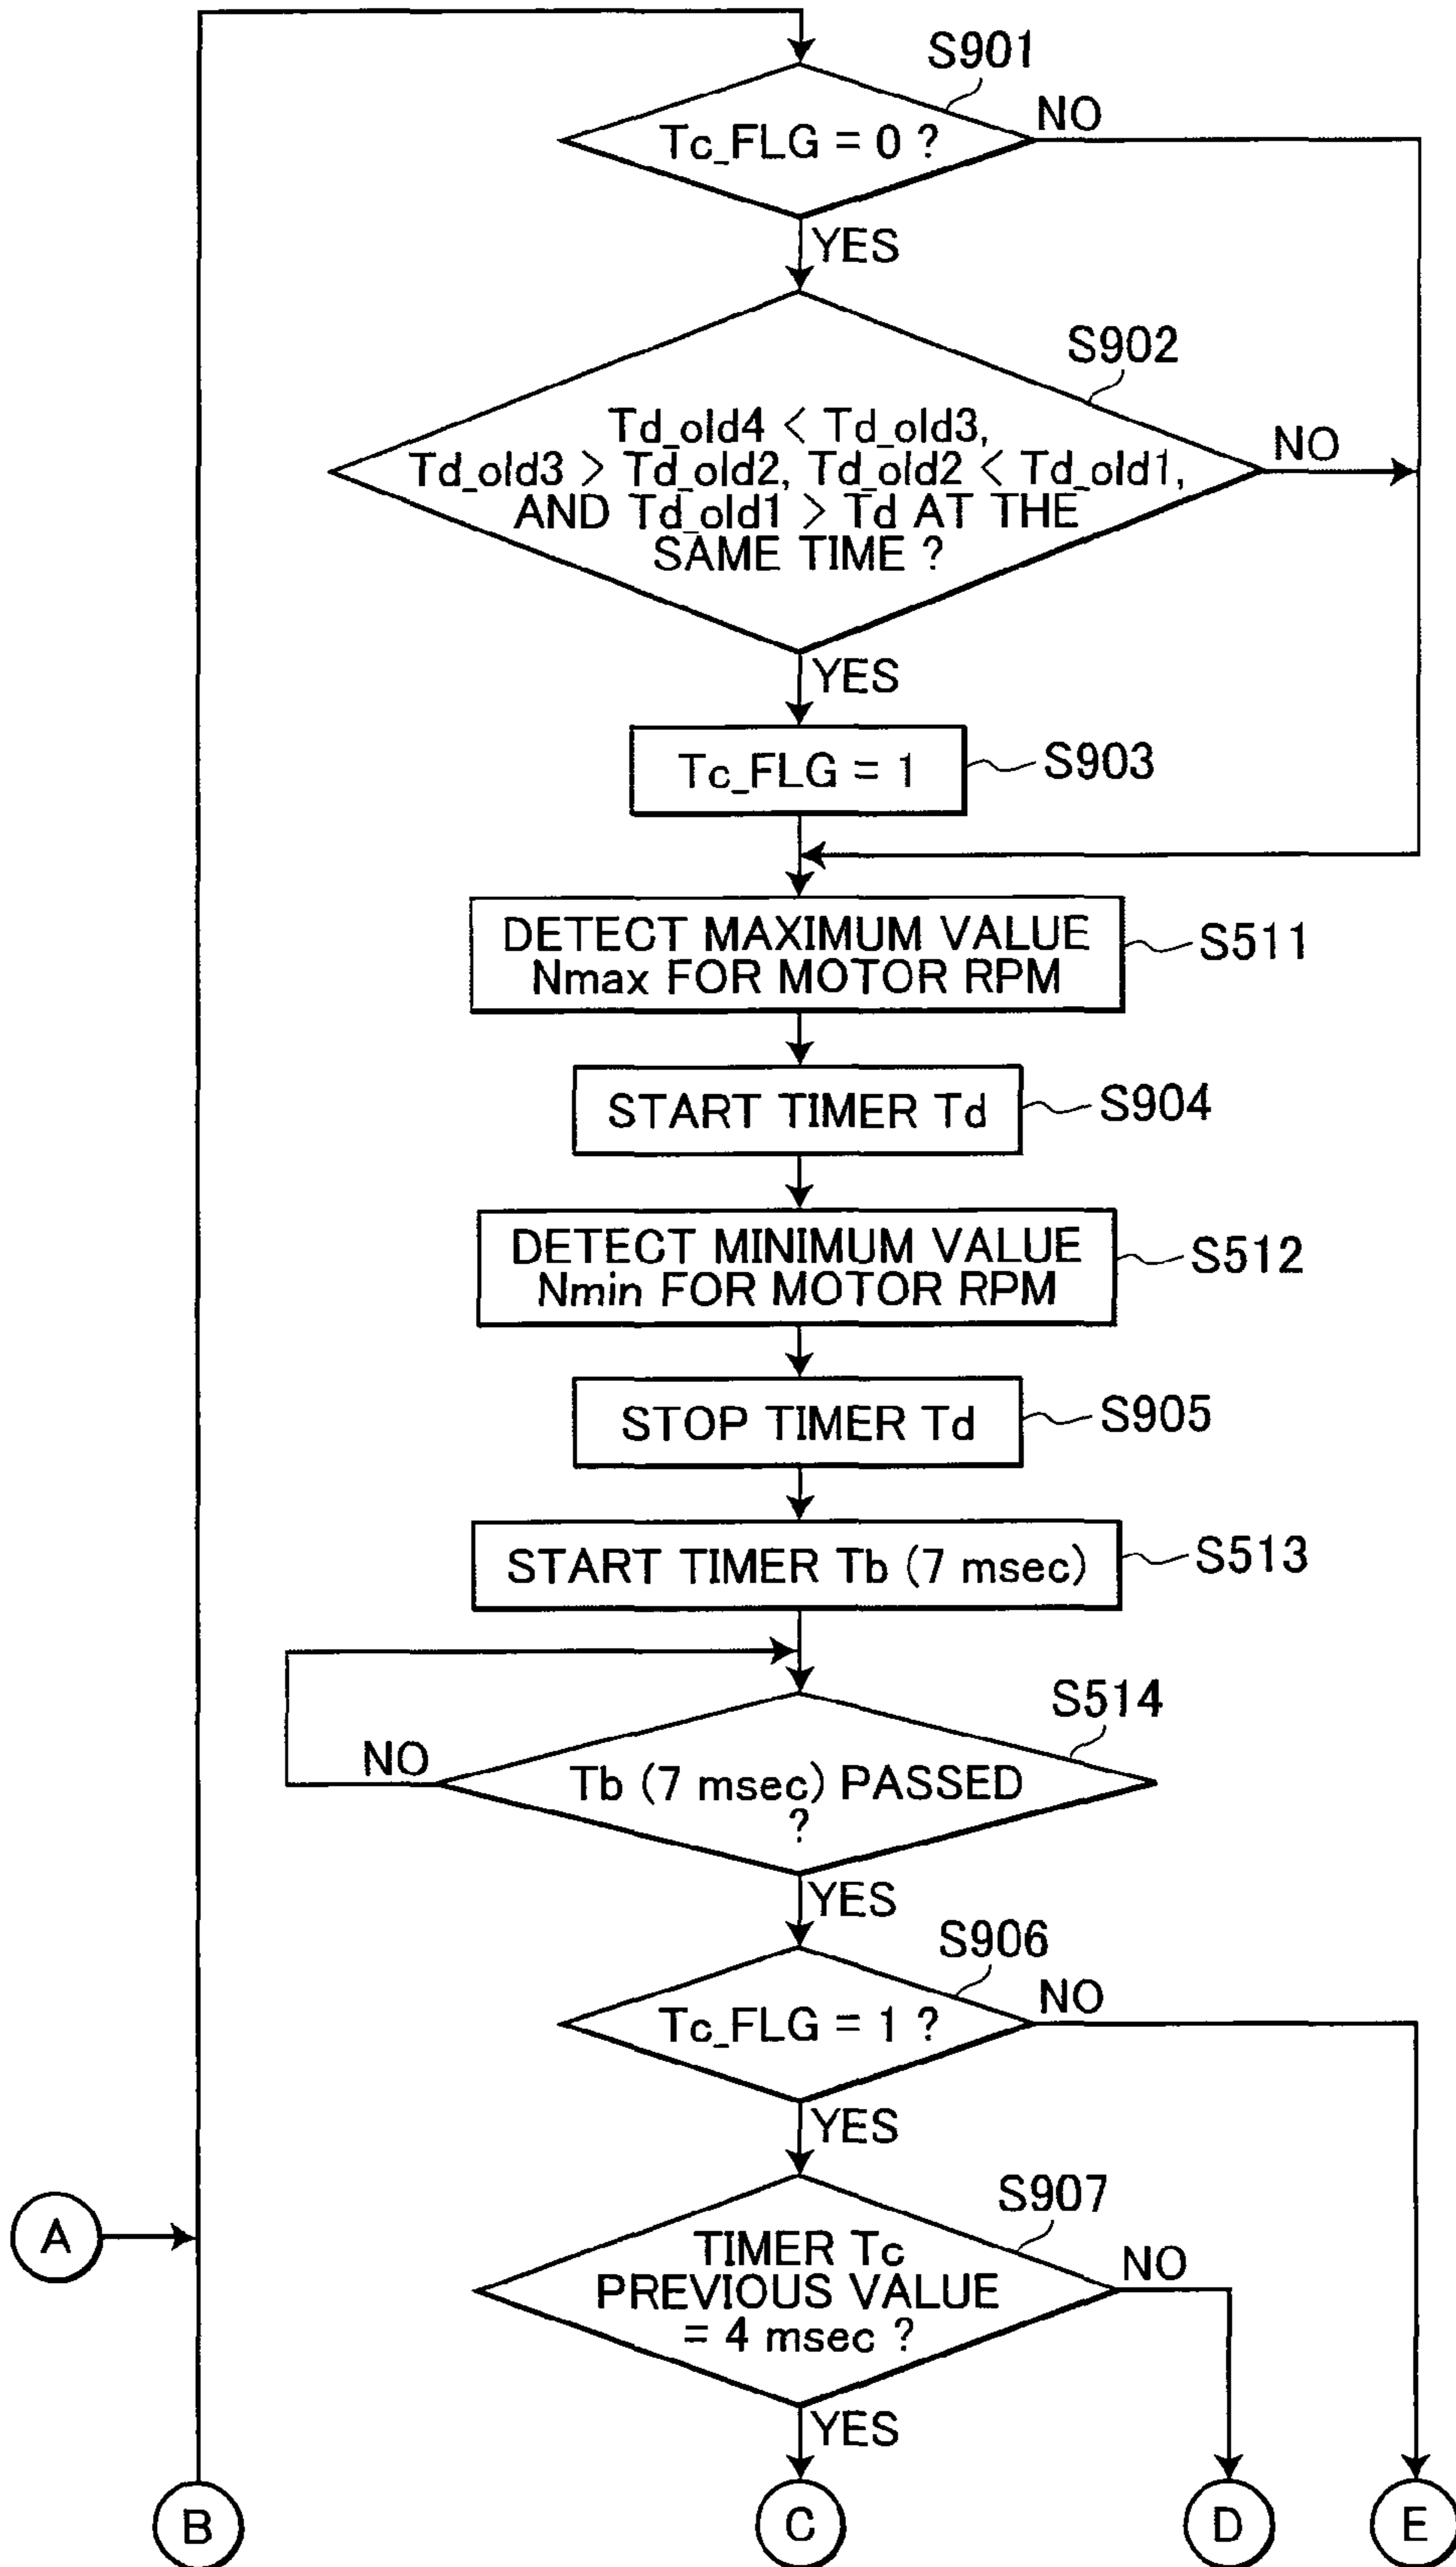 S901
Tc_FLG = 0 ?
NO
YES
S902
Td_old4 < Td_old3,
Td_old3 > Td_old2, Td_old2 < Td_old1,
AND Td_old1 > Td AT THE
SAME TIME ?
NO
YES
Tc_FLG = 1
S903
DETECT MAXIMUM VALUE
Nmax FOR MOTOR RPM
S511
START TIMER Td
S904
DETECT MINIMUM VALUE
Nmin FOR MOTOR RPM
S512
STOP TIMER Td
S905
START TIMER Tb (7 msec)
S513
S514
NO
Tb (7 msec) PASSED
?
YES
S906
Tc_FLG = 1 ?
NO
YES
S907
A
TIMER Tc
PREVIOUS VALUE
= 4 msec ?
NO
YES
B
C
D
E